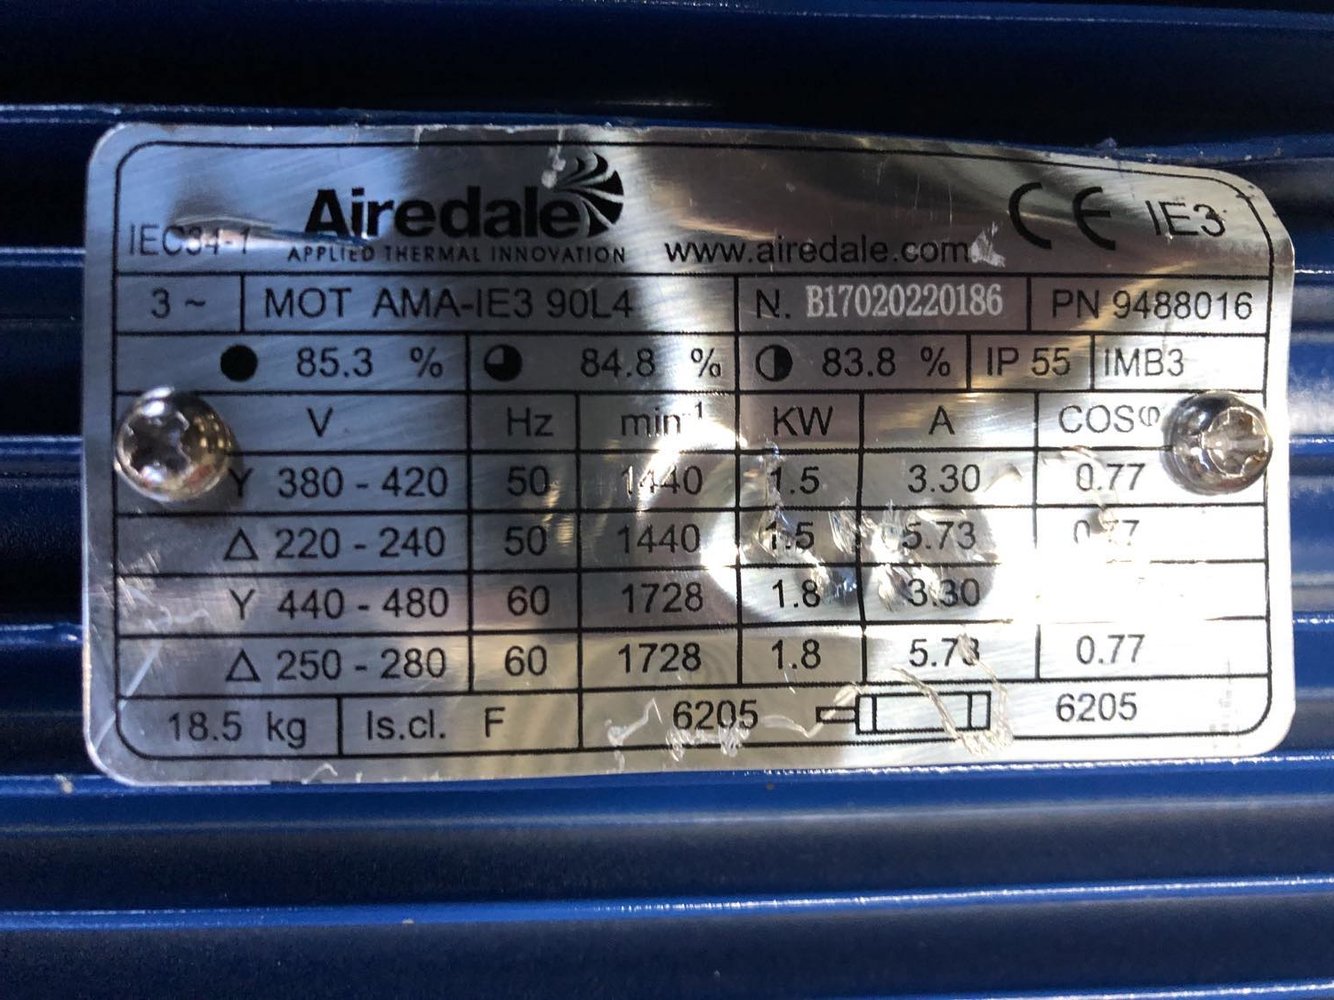 Airedale
IEC34-1 APPLIED THERMAL INNOVATION www.airedale.com CE IE3
3 ~ MOT AMA-IE3 90L4 N. B17020220186 PN 9488016
85.3 % 84.8 % 83.8 % IP 55 IMB3
V Hz min⁻¹ KW A COSφ
Y 380 - 420 50 1440 1.5 3.30 0.77
Δ 220 - 240 50 1440 1.5 5.73
Y 440 - 480 60 1728 1.8 3.30
Δ 250 - 280 60 1728 1.8 5.73 0.77
18.5 kg Is.cl. F 6205 6205